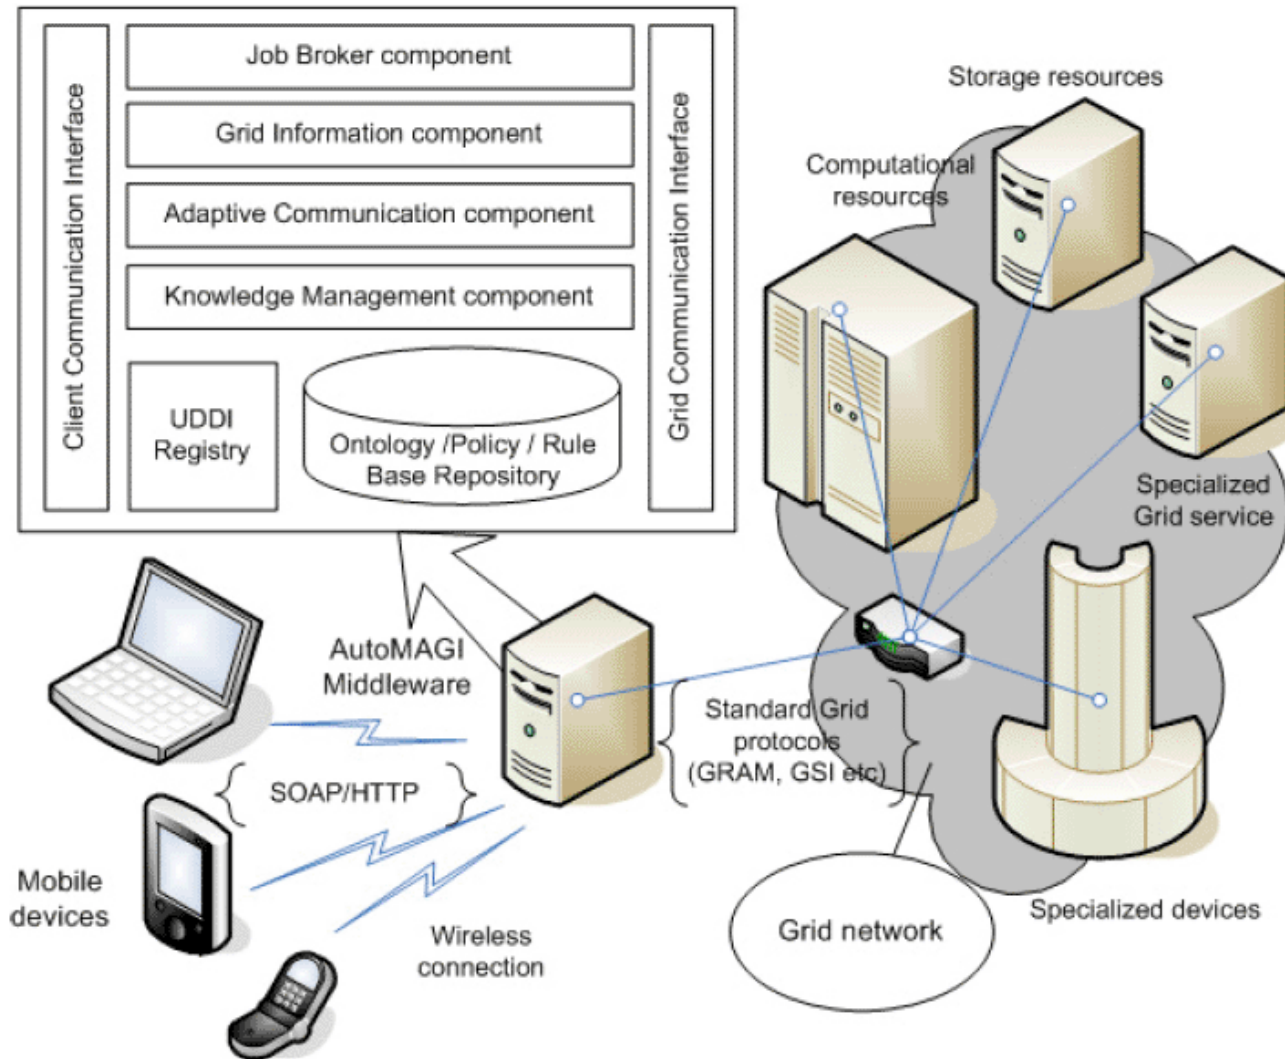 Client Communication Interface
Job Broker component
Grid Information component
Adaptive Communication component
Knowledge Management component
UDDI
Registry
Ontology /Policy / Rule
Base Repository
Grid Communication Interface
Storage resources
Computational
resources
Specialized
Grid service
AutoMAGI
Middleware
Standard Grid
protocols
(GRAM, GSI etc)
SOAP/HTTP
Mobile
devices
Wireless
connection
Grid network
Specialized devices